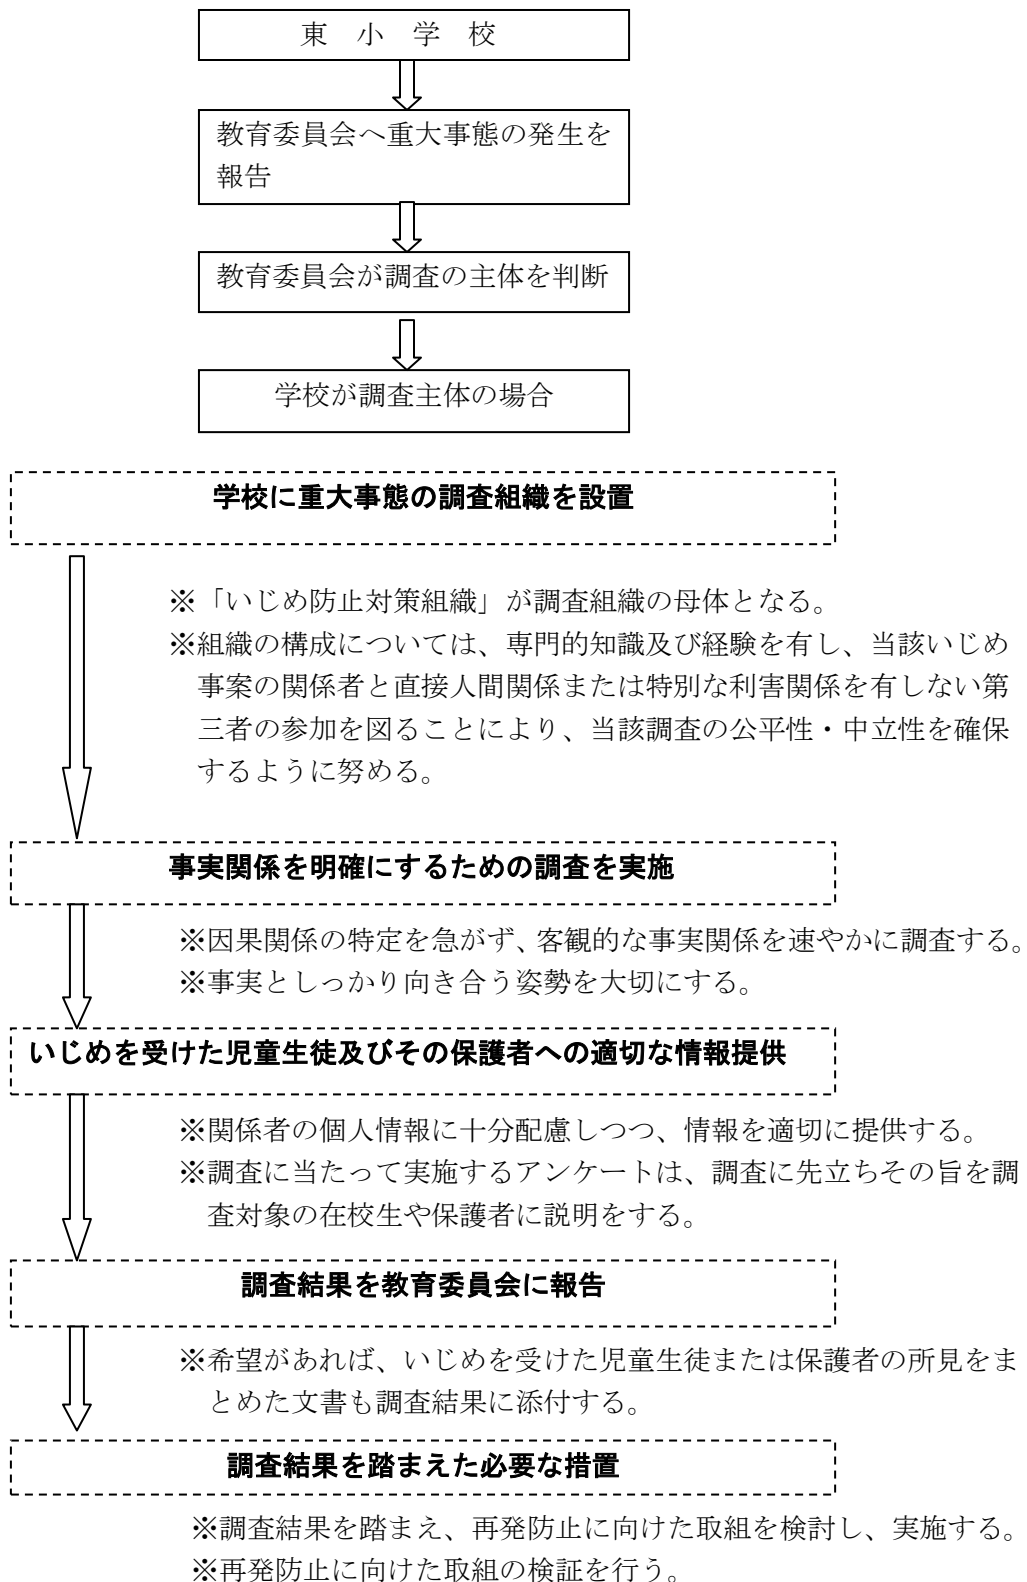 東　小　学　校
教育委員会へ重大事態の発生を
報告
教育委員会が調査の主体を判断
学校が調査主体の場合
学校に重大事態の調査組織を設置
※「いじめ防止対策組織」が調査組織の母体となる。
※組織の構成については、専門的知識及び経験を有し、当該いじめ
事案の関係者と直接人間関係または特別な利害関係を有しない第
三者の参加を図ることにより、当該調査の公平性・中立性を確保
するように努める。
事実関係を明確にするための調査を実施
※因果関係の特定を急がず、客観的な事実関係を速やかに調査する。
※事実としっかり向き合う姿勢を大切にする。
いじめを受けた児童生徒及びその保護者への適切な情報提供
※関係者の個人情報に十分配慮しつつ、情報を適切に提供する。
※調査に当たって実施するアンケートは、調査に先立ちその旨を調
査対象の在校生や保護者に説明をする。
調査結果を教育委員会に報告
※希望があれば、いじめを受けた児童生徒または保護者の所見をま
とめた文書も調査結果に添付する。
調査結果を踏まえた必要な措置
※調査結果を踏まえ、再発防止に向けた取組を検討し、実施する。
※再発防止に向けた取組の検証を行う。